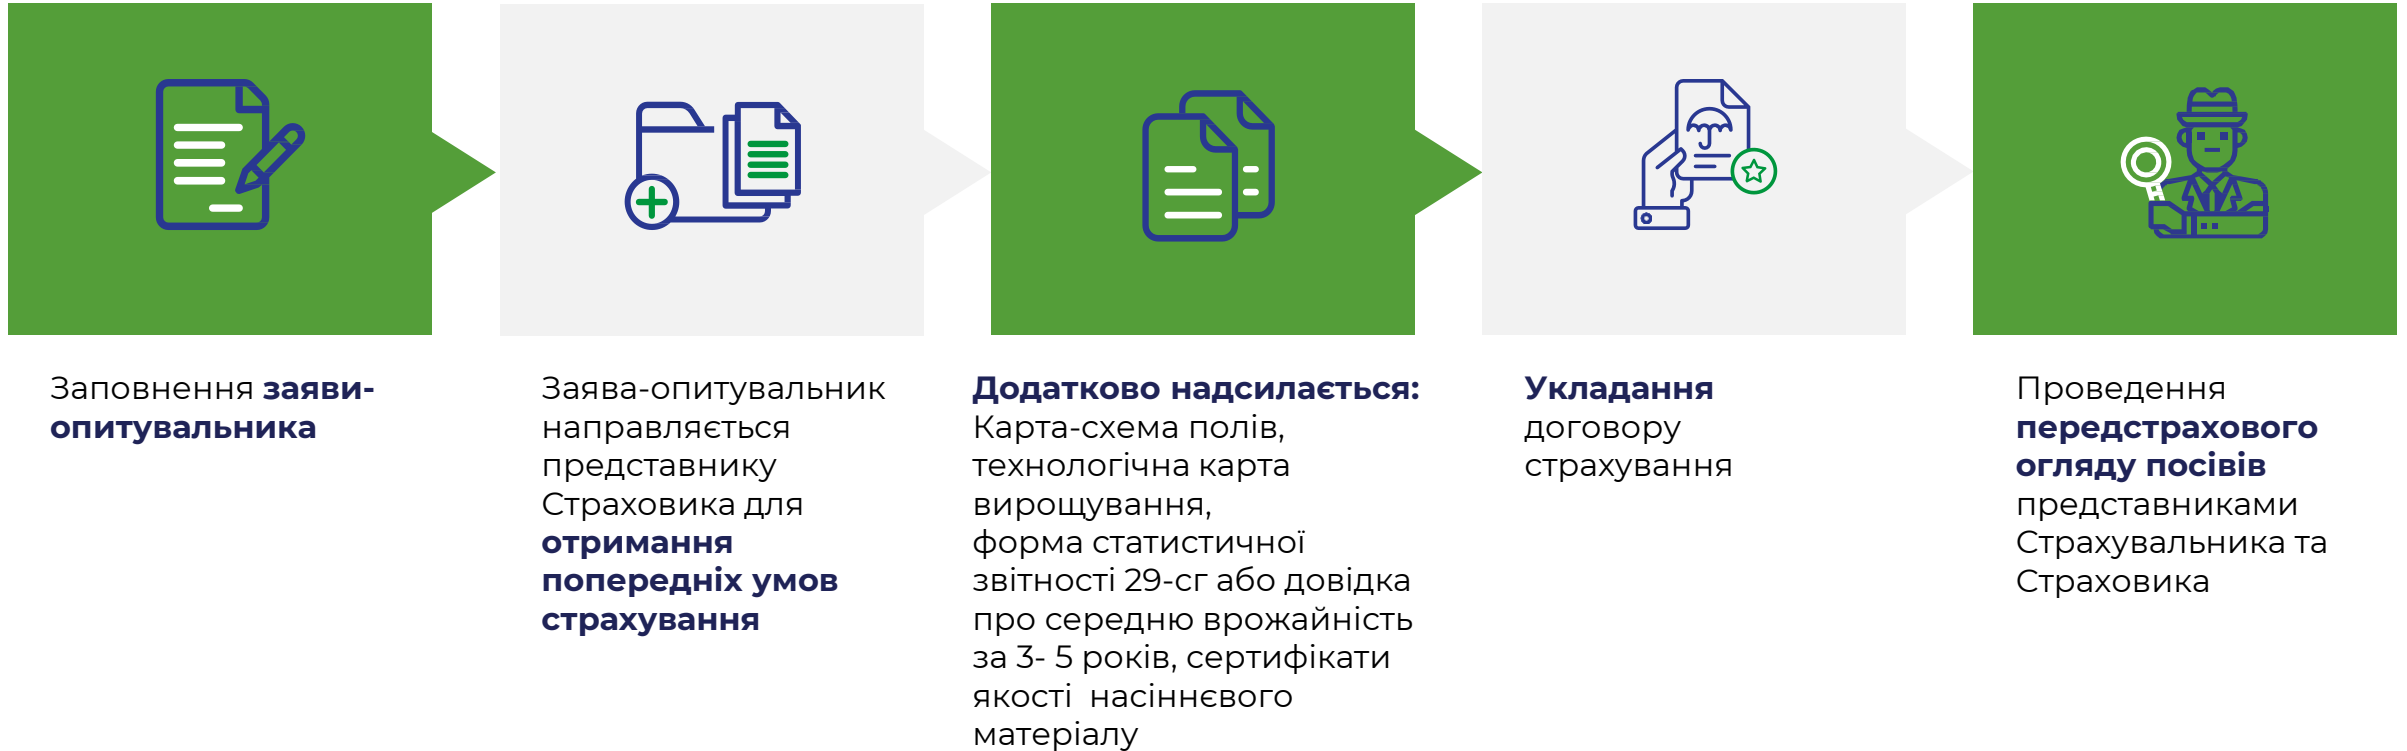 Заповнення заяви-
опитувальника
Заява-опитувальник
направляється
представнику
Страховика для
отримання
попередніх умов
страхування
Додатково надсилається:
Карта-схема полів,
технологічна карта
вирощування,
форма статистичної
звітності 29-сг або довідка
про середню врожайність
за 3- 5 років, сертифікати
якості  насіннєвого
матеріалу
Укладання
договору
страхування
Проведення
передстрахового
огляду посівів
представниками
Страхувальника та
Страховика